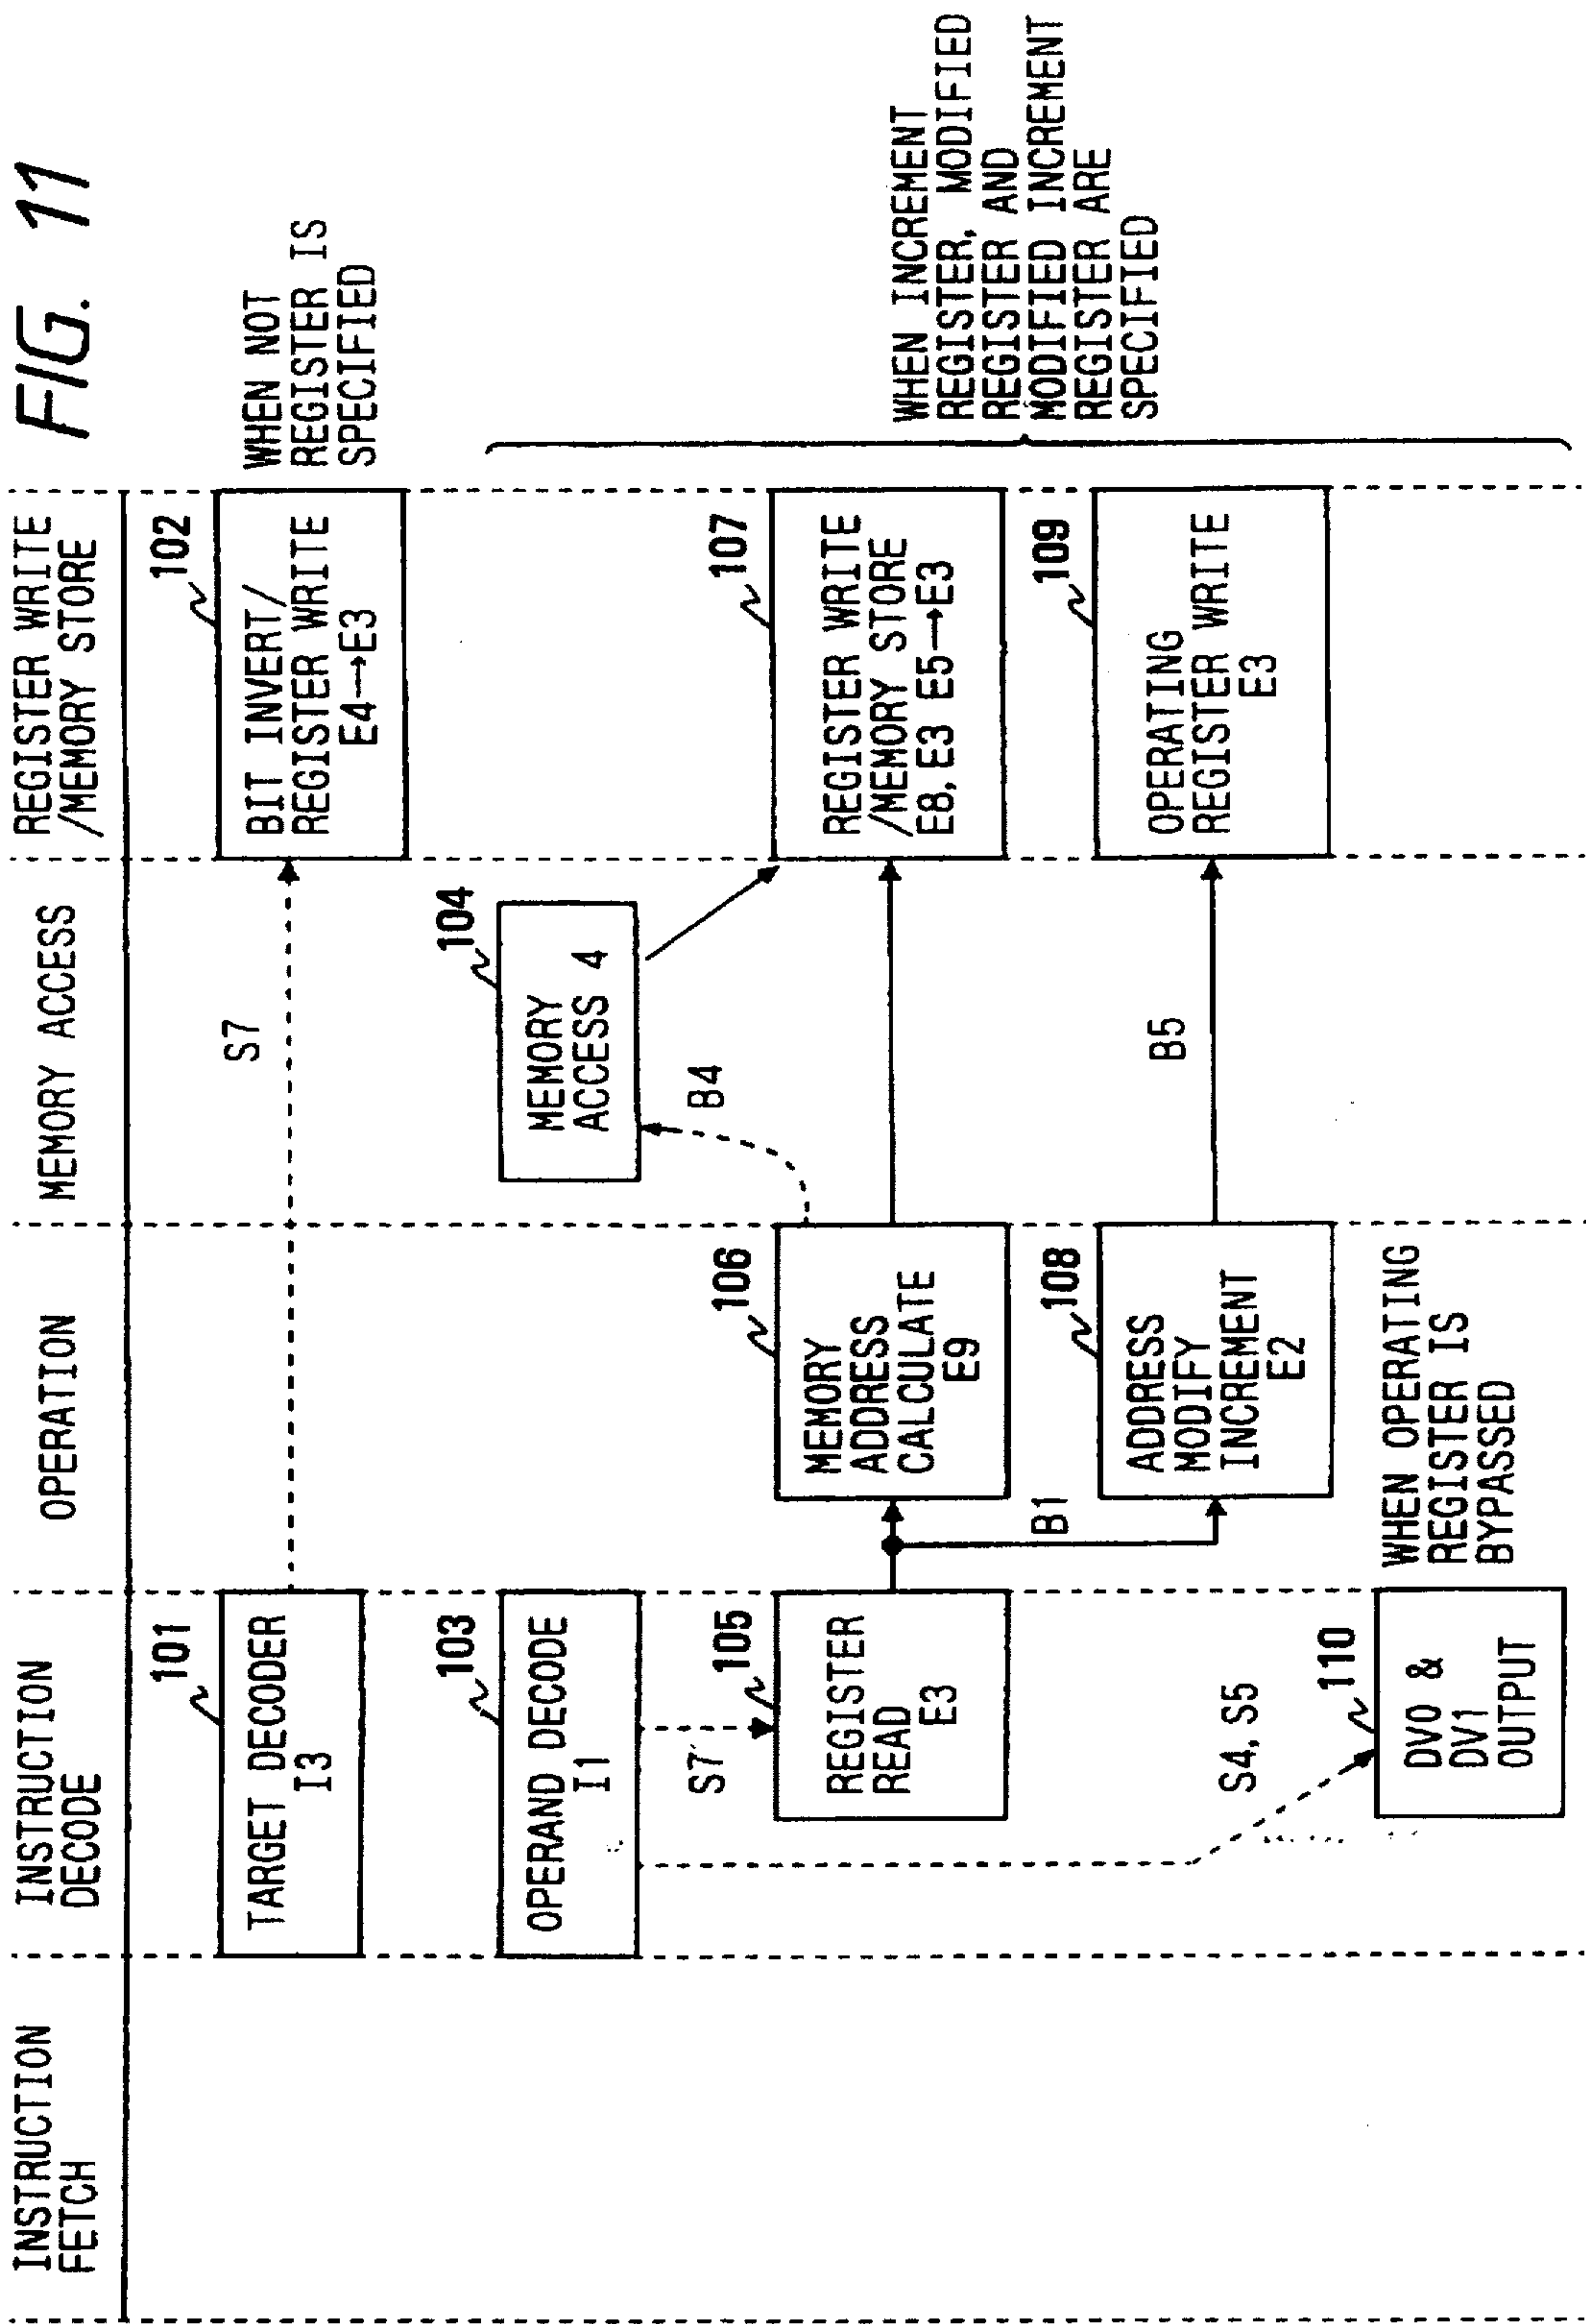 FIG. 11
INSTRUCTION
FETCH
INSTRUCTION
DECODE
OPERATION
MEMORY ACCESS
REGISTER WRITE
/MEMORY STORE
101
TARGET DECODER
I3
S7
102
BIT INVERT/
REGISTER WRITE
E4→E3
WHEN NOT
REGISTER IS
SPECIFIED
103
OPERAND DECODE
I1
104
MEMORY
ACCESS 4
S7
B4
105
REGISTER
READ
E3
106
MEMORY
ADDRESS
CALCULATE
E9
107
REGISTER WRITE
/MEMORY STORE
E8, E3 E5→E3
B1
108
ADDRESS
MODIFY
INCREMENT
E2
B5
109
OPERATING
REGISTER WRITE
E3
WHEN INCREMENT
REGISTER, MODIFIED
REGISTER AND
MODIFIED INCREMENT
REGISTER ARE
SPECIFIED
S4, S5
110
DV0 &
DV1
OUTPUT
WHEN OPERATING
REGISTER IS
BYPASSED